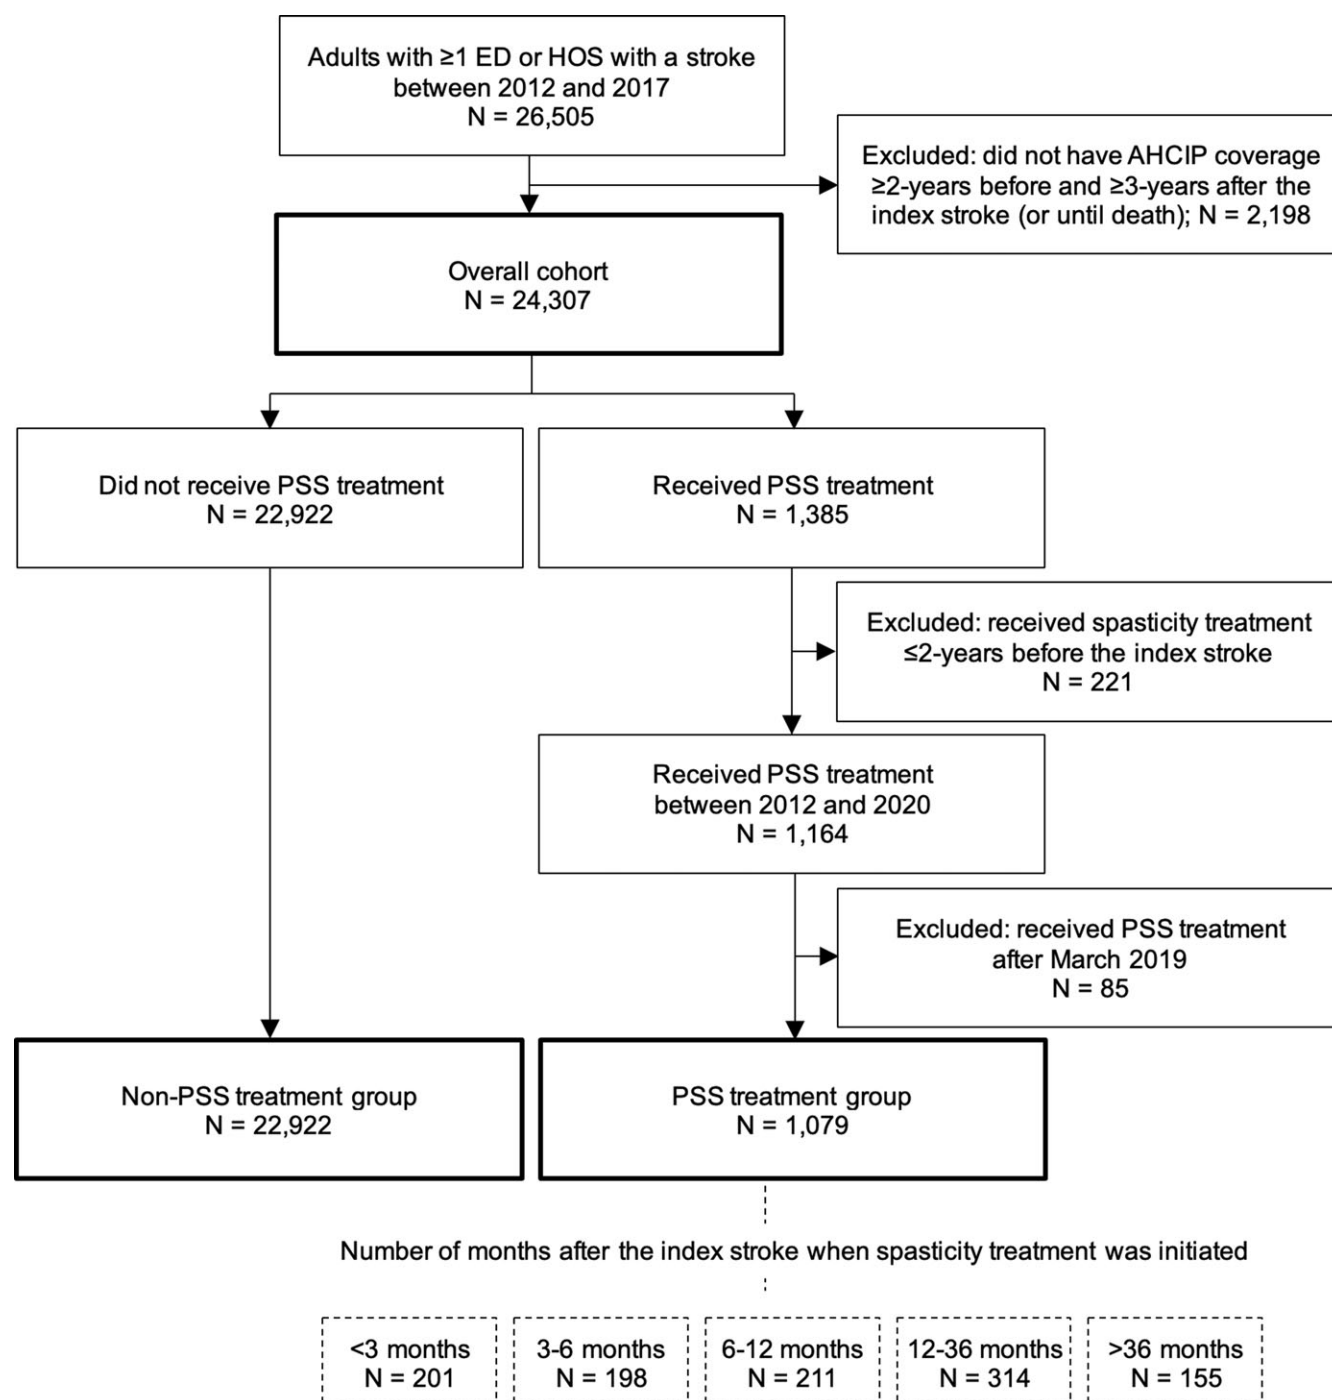 Adults with ≥1 ED or HOS with a stroke
between 2012 and 2017
N = 26,505
Excluded: did not have AHCIP coverage
≥2-years before and ≥3-years after the
index stroke (or until death); N = 2,198
Overall cohort
N = 24,307
Did not receive PSS treatment
N = 22,922
Received PSS treatment
N = 1,385
Excluded: received spasticity treatment
≤2-years before the index stroke
N = 221
Received PSS treatment
between 2012 and 2020
N = 1,164
Excluded: received PSS treatment
after March 2019
N = 85
Non-PSS treatment group
N = 22,922
PSS treatment group
N = 1,079
Number of months after the index stroke when spasticity treatment was initiated
<3 months
N = 201
3-6 months
N = 198
6-12 months
N = 211
12-36 months
N = 314
>36 months
N = 155